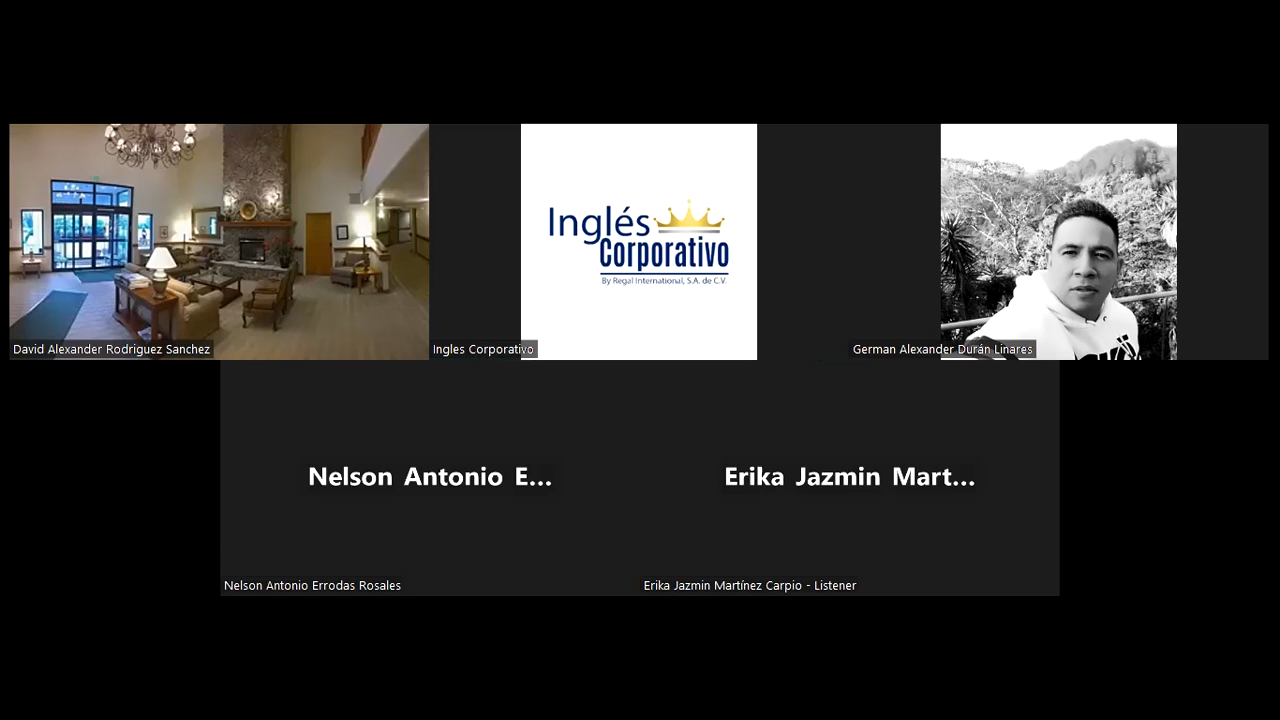 Inglés
Corporativo
By Regal International, S.A. de C.V.
David Alexander Rodriguez Sanchez
Ingles Corporativo
German Alexander Durán Linares
Nelson Antonio E...
Erika Jazmin Mart...
Nelson Antonio Errodas Rosales
Erika Jazmin Martínez Carpio - Listener